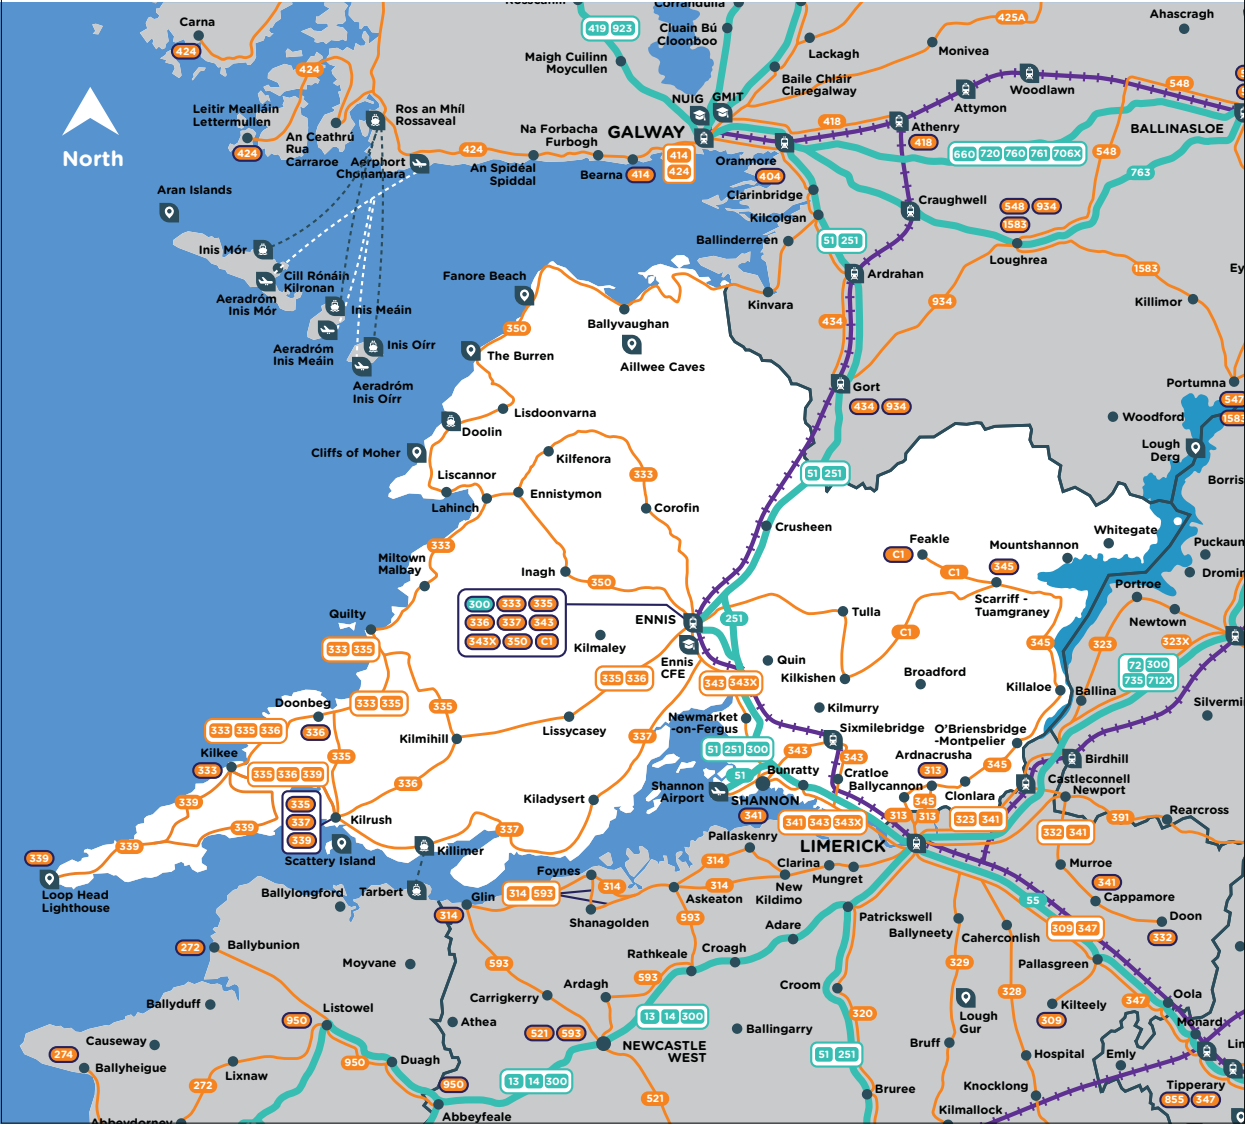 Carna
424
424
North
Leitir Mealláin
Lettermullen
424
An Ceathrú
Rua
Carraroe
Ros an Mhíl
Rossaveal
Aerphort
Chonamara
424
An Spidéal
Spiddal
Na Forbacha
Furbogh
Bearna
414
414
424
419 923
Maigh Cuilinn
Moycullen
Corrandulla
Cluain Bú
Cloonboo
Lackagh
Baile Chláir
Claregalway
425A
Monivea
Ahascragh
NUIG
GMIT
GALWAY
418
Oranmore
404
Athenry
418
Attymon
Woodlawn
548
BALLINASLOE
660 720 760 761 706X
548
763
Clarinbridge
Kilcolgan
Ballinderreen
Kinvara
51 251
Craughwell
548 934
1583
Loughrea
Ardrahan
434
934
1583
Killimor
Gort
434 934
Portumna
547
1583
Woodford
Lough
Derg
Aran Islands
Inis Mór
Cill Rónáin
Kilronan
Aeradróm
Inis Mór
Inis Meáin
Aeradróm
Inis Meáin
Inis Oírr
Aeradróm
Inis Oírr
Fanore Beach
350
Ballyvaughan
Aillwee Caves
The Burren
Lisdoonvarna
Doolin
Cliffs of Moher
Liscannor
Lahinch
Kilfenora
Ennistymon
333
Corofin
51 251
Crusheen
333
Miltown
Malbay
Inagh
350
Quilty
333 335
300 333 335
336 337 343
343X 350 C1
ENNIS
Kilmaley
Ennis
CFE
251
Feakle
C1
C1
Mountshannon
345
Scarriff -
Tuamgraney
Whitegate
Portroe
Newtown
323
323X
Tulla
C1
Quin
Kilkishen
Broadford
345
Killaloe
Ballina
72 300
735 712X
335 336
343 343X
Kilmurry
Newmarket
-on-Fergus
Sixmilebridge
O'Briensbridge
-Montpelier
Doonbeg
336
333 335
335
Kilmihill
Lissycasey
337
333 335 336
Kilkee
333
335
335 336 339
336
339
339
339
339
335
337
339
Kilrush
Scattery Island
Loop Head
Lighthouse
Kiladysert
337
Killimer
Tarbert
51 251 300
51
Shannon
Airport
SHANNON
341
343
Bunratty
343
Cratloe
Ballycannon
Ardnacrusha
313
345
Clonlara
345
313
313
323 341
341 343 343X
LIMERICK
Birdhill
Castleconnell
Newport
391
Rearcross
332 341
Murroe
341
Cappamore
Doon
332
Pallaskenry
314
Clarina
Mungret
New
Kildimo
314
Askeaton
Foynes
314
314 593
Shanagolden
Glin
314
Ballylongford
Moyvane
Ballybunion
272
Ballyduff
Causeway
274
Ballyheigue
272
Lixnaw
Abbeydorney
Listowel
950
950
Duagh
950
Abbeyfeale
Athea
593
Carrigkerry
521 593
Ardagh
593
593
Rathkeale
Croagh
Adare
13 14 300
NEWCASTLE
WEST
13 14 300
521
Ballingarry
Croom
320
51 251
Bruree
Patrickswell
Ballyneety
Caherconlish
329
328
Lough
Gur
Bruff
Hospital
Knocklong
Kilmallock
55
309 347
Pallasgreen
Kilteely
309
347
Oola
Monard
Emly
Tipperary
855 347